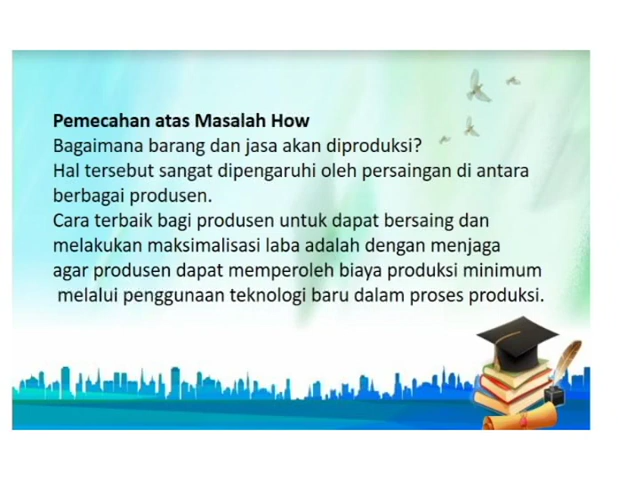 Pemecahan atas Masalah How
Bagaimana barang dan jasa akan diproduksi?
Hal tersebut sangat dipengaruhi oleh persaingan di antara
berbagai produsen.
Cara terbaik bagi produsen untuk dapat bersaing dan
melakukan maksimalisasi laba adalah dengan menjaga
agar produsen dapat memperoleh biaya produksi minimum
melalui penggunaan teknologi baru dalam proses produksi.